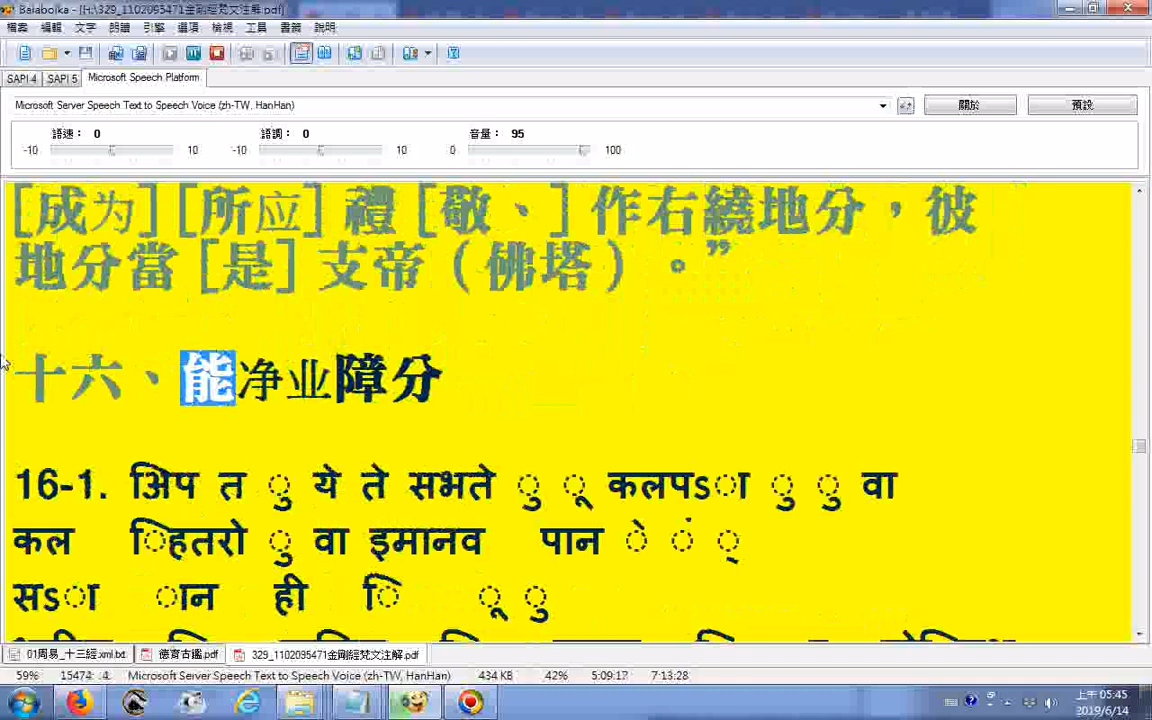 Balabolka - [H:\329_1102095471金剛經梵文注解.pdf]
檔案 編輯 文字 朗讀 引擎 選項 檢視 工具 書籤 說明
SAPI 4 SAPI 5 Microsoft Speech Platform
Microsoft Server Speech Text to Speech Voice (zh-TW, HanHan) 關於 預設
語速： 0 語調： 0 音量： 95
-10 10 -10 10 0 100
[成为] [所应] 禮 [敬、] 作右繞地分，彼
地分當 [是] 支帝（佛塔）。”
十六、能净业障分
16-1. अिप त ु ये ते सभते ु ू कलपऽा ु ु वा
कल िहतरो ु वा इमानव पान े ं ्
सऽा ान ही ि ू ु
01周易_十三經.xml.txt 德育古鑑.pdf 329_1102095471金剛經梵文注解.pdf
59% 15474 : 4 Microsoft Server Speech Text to Speech Voice (zh-TW, HanHan) 434 KB 42% 5:09:17 7:13:28
上午 05:45
2019/6/14